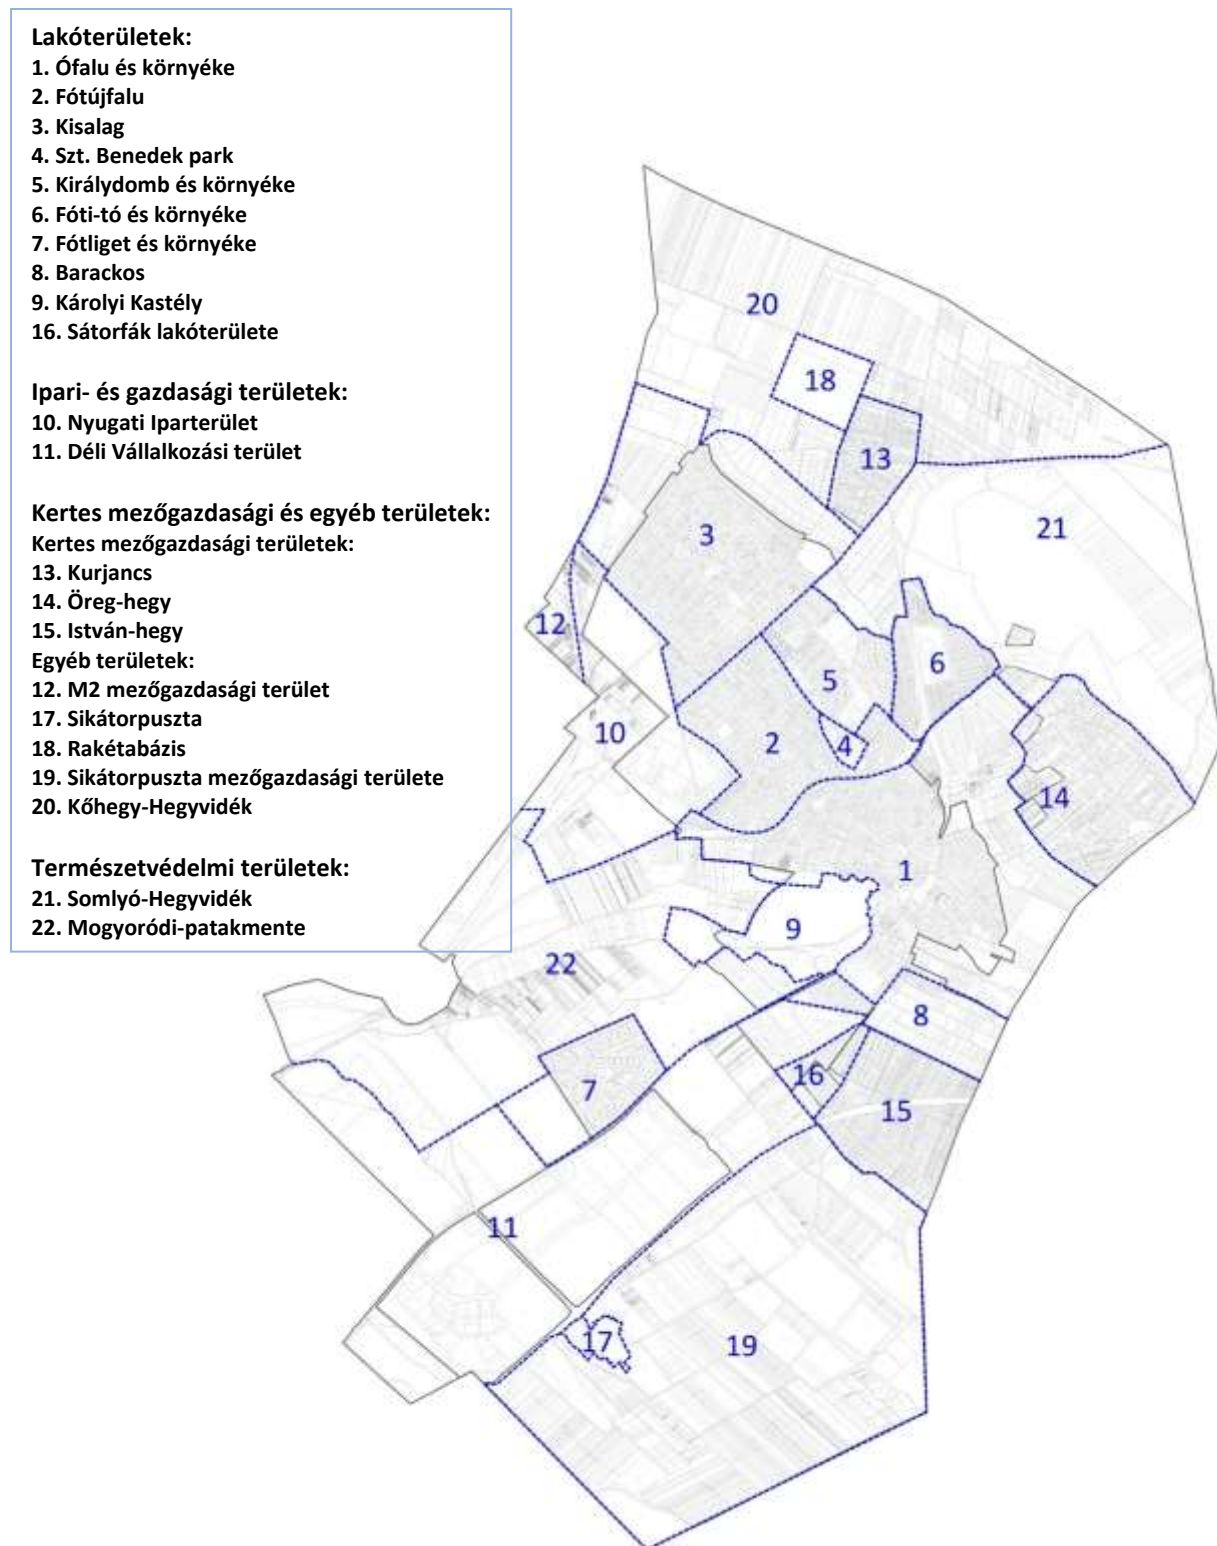 Lakóterületek:
1. Ófalu és környéke
2. Fótújfalu
3. Kisalag
4. Szt. Benedek park
5. Királydomb és környéke
6. Fóti-tó és környéke
7. Fótliget és környéke
8. Barackos
9. Károlyi Kastély
16. Sátorfák lakóterülete
Ipari- és gazdasági területek:
10. Nyugati Iparterület
11. Déli Vállalkozási terület
Kertes mezőgazdasági és egyéb területek:
Kertes mezőgazdasági területek:
13. Kurjancs
14. Öreg-hegy
15. István-hegy
Egyéb területek:
12. M2 mezőgazdasági terület
17. Sikátorpuszta
18. Rakétabázis
19. Sikátorpuszta mezőgazdasági területe
20. Kőhegy-Hegyvidék
Természetvédelmi területek:
21. Somlyó-Hegyvidék
22. Mogyoródi-patakmente
20
18
13
21
3
12
6
5
10
2
4
14
1
9
22
8
16
7
15
11
17
19